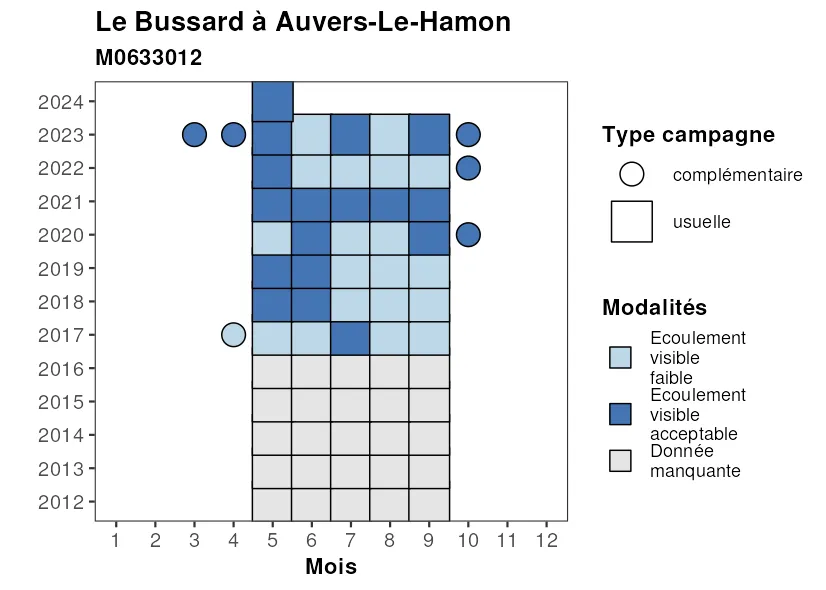 Le Bussard à Auvers-Le-Hamon
M0633012
2024
2023
2022
2021
2020
2019
2018
2017
2016
2015
2014
2013
2012
1 2 3 4 5 6 7 8 9 10 11 12
Mois
Type campagne
complémentaire
usuelle
Modalités
Ecoulement
visible
faible
Ecoulement
visible
acceptable
Donnée
manquante